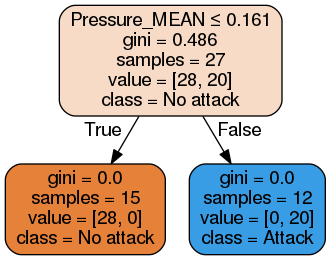 Pressure_MEAN ≤ 0.161
gini = 0.486
samples = 27
value = [28, 20]
class = No attack
True
False
gini = 0.0
samples = 15
value = [28, 0]
class = No attack
gini = 0.0
samples = 12
value = [0, 20]
class = Attack